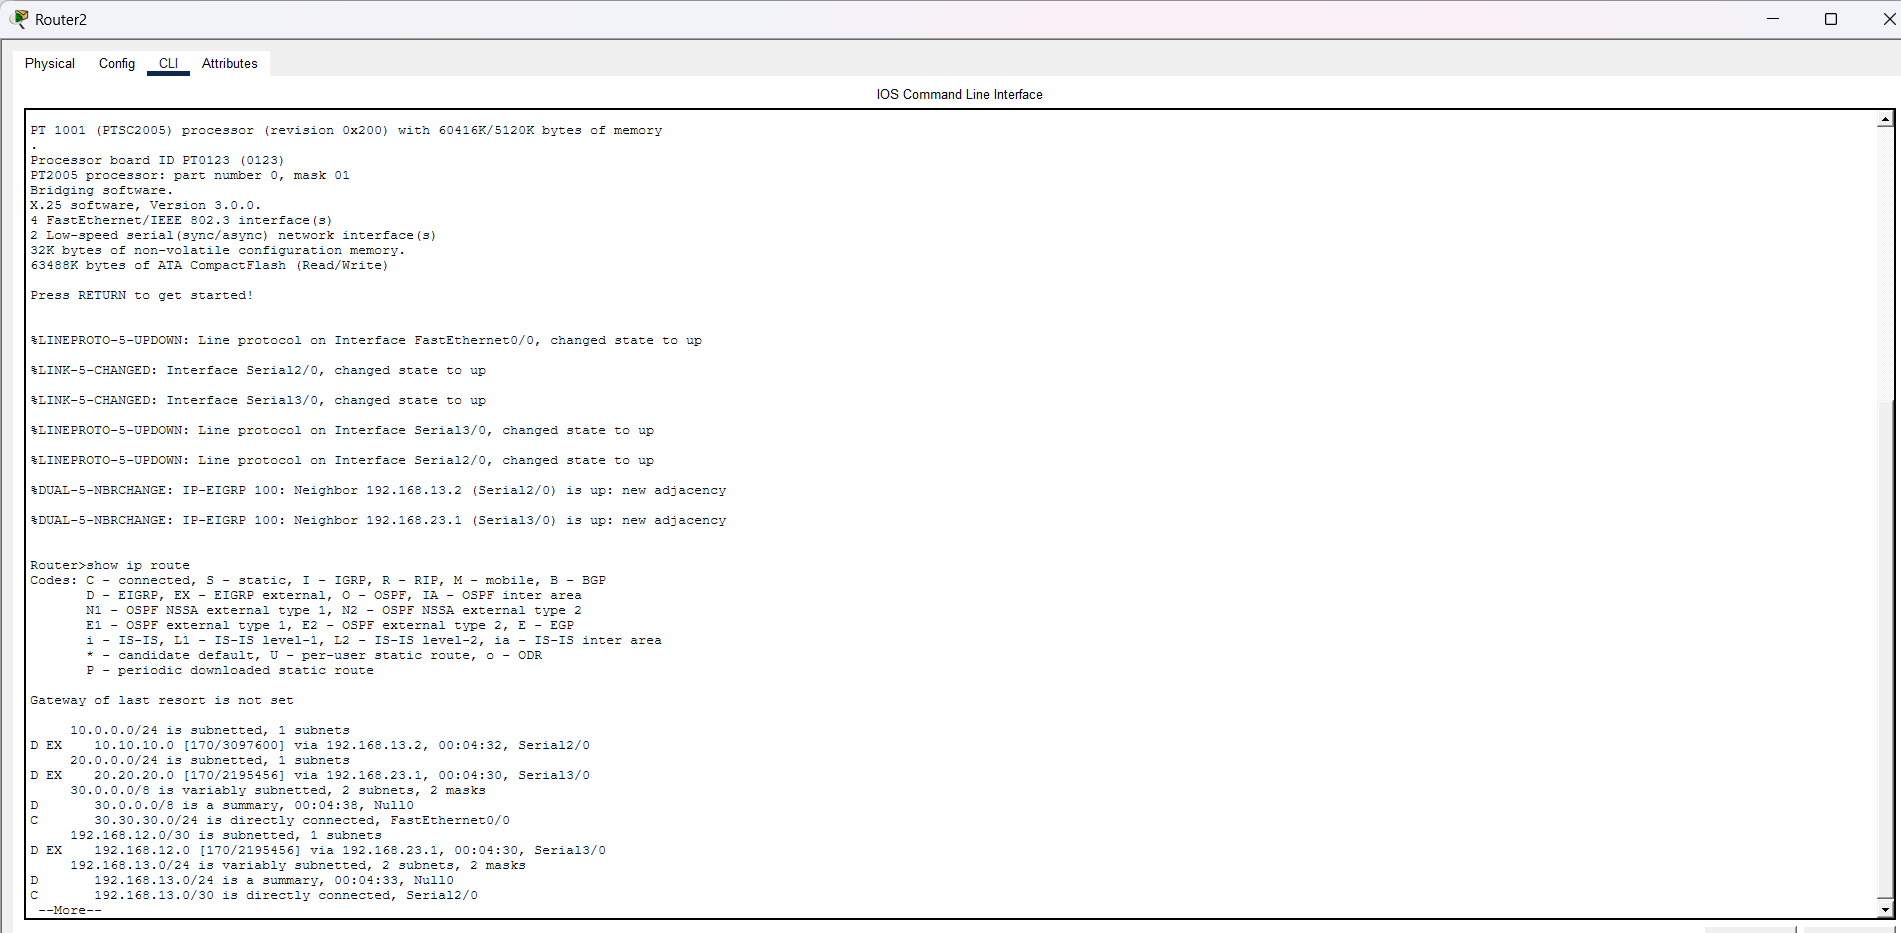 Router2
Physical Config CLI Attributes
IOS Command Line Interface
PT 1001 (PTSC2005) processor (revision 0x200) with 60416K/5120K bytes of memory
.
Processor board ID PT0123 (0123)
PT2005 processor: part number 0, mask 01
Bridging software.
X.25 software, Version 3.0.0.
4 FastEthernet/IEEE 802.3 interface(s)
2 Low-speed serial(sync/async) network interface(s)
32K bytes of non-volatile configuration memory.
63488K bytes of ATA CompactFlash (Read/Write)
Press RETURN to get started!
%LINEPROTO-5-UPDOWN: Line protocol on Interface FastEthernet0/0, changed state to up
%LINK-5-CHANGED: Interface Serial2/0, changed state to up
%LINK-5-CHANGED: Interface Serial3/0, changed state to up
%LINEPROTO-5-UPDOWN: Line protocol on Interface Serial3/0, changed state to up
%LINEPROTO-5-UPDOWN: Line protocol on Interface Serial2/0, changed state to up
%DUAL-5-NBRCHANGE: IP-EIGRP 100: Neighbor 192.168.13.2 (Serial2/0) is up: new adjacency
%DUAL-5-NBRCHANGE: IP-EIGRP 100: Neighbor 192.168.23.1 (Serial3/0) is up: new adjacency
Router>show ip route
Codes: C - connected, S - static, I - IGRP, R - RIP, M - mobile, B - BGP
       D - EIGRP, EX - EIGRP external, O - OSPF, IA - OSPF inter area
       N1 - OSPF NSSA external type 1, N2 - OSPF NSSA external type 2
       E1 - OSPF external type 1, E2 - OSPF external type 2, E - EGP
       i - IS-IS, L1 - IS-IS level-1, L2 - IS-IS level-2, ia - IS-IS inter area
       * - candidate default, U - per-user static route, o - ODR
       P - periodic downloaded static route
Gateway of last resort is not set
     10.0.0.0/24 is subnetted, 1 subnets
D EX    10.10.10.0 [170/3097600] via 192.168.13.2, 00:04:32, Serial2/0
     20.0.0.0/24 is subnetted, 1 subnets
D EX    20.20.20.0 [170/2195456] via 192.168.23.1, 00:04:30, Serial3/0
     30.0.0.0/8 is variably subnetted, 2 subnets, 2 masks
D       30.0.0.0/8 is a summary, 00:04:38, Null0
C       30.30.30.0/24 is directly connected, FastEthernet0/0
     192.168.12.0/30 is subnetted, 1 subnets
D EX    192.168.12.0 [170/2195456] via 192.168.23.1, 00:04:30, Serial3/0
     192.168.13.0/24 is variably subnetted, 2 subnets, 2 masks
D       192.168.13.0/24 is a summary, 00:04:33, Null0
C       192.168.13.0/30 is directly connected, Serial2/0
 --More--